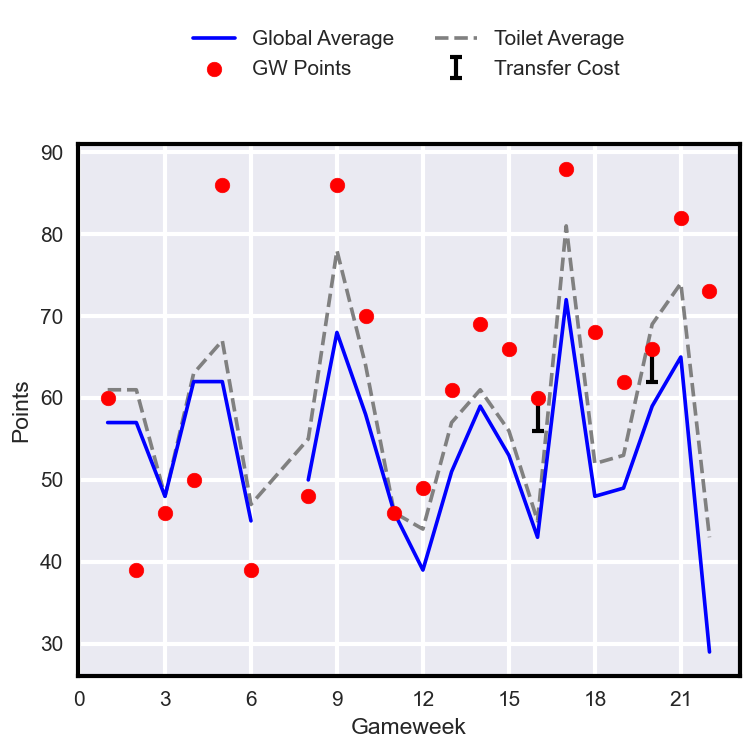 Global Average
Toilet Average
GW Points
Transfer Cost
90
80
70
60
50
40
30
Points
0 3 6 9 12 15 18 21
Gameweek